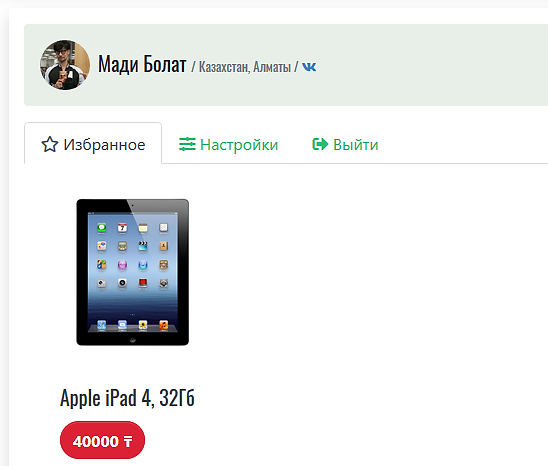 Мади Болат / Казахстан, Алматы /
Избранное Настройки Выйти
Apple iPad 4, 32Гб
40000 ₸